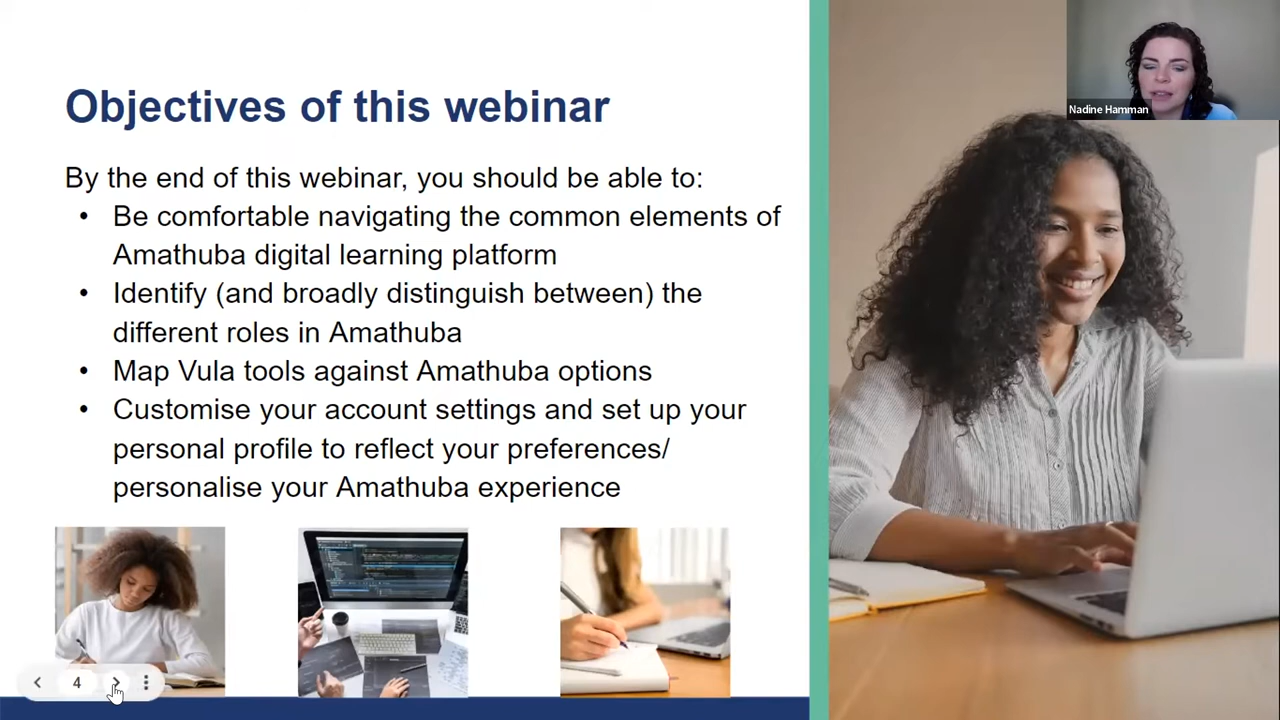 Objectives of this webinar
Nadine Hamman
By the end of this webinar, you should be able to:
• Be comfortable navigating the common elements of
Amathuba digital learning platform
• Identify (and broadly distinguish between) the
different roles in Amathuba
• Map Vula tools against Amathuba options
• Customise your account settings and set up your
personal profile to reflect your preferences/
personalise your Amathuba experience
4